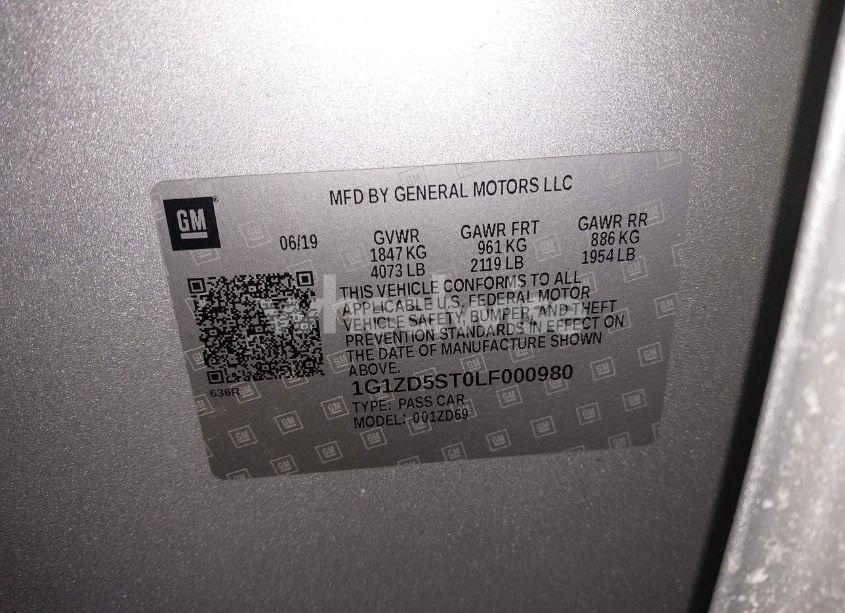 MFD BY GENERAL MOTORS LLC
GM
06/19
GVWR
1847 KG
4073 LB
GAWR FRT
961 KG
2119 LB
GAWR RR
886 KG
1954 LB
THIS VEHICLE CONFORMS TO ALL
APPLICABLE U.S. FEDERAL MOTOR
VEHICLE SAFETY, BUMPER, AND THEFT
PREVENTION STANDARDS IN EFFECT ON
THE DATE OF MANUFACTURE SHOWN
ABOVE.
636R
1G1ZD5ST0LF000980
TYPE: PASS CAR
MODEL: 001ZD69